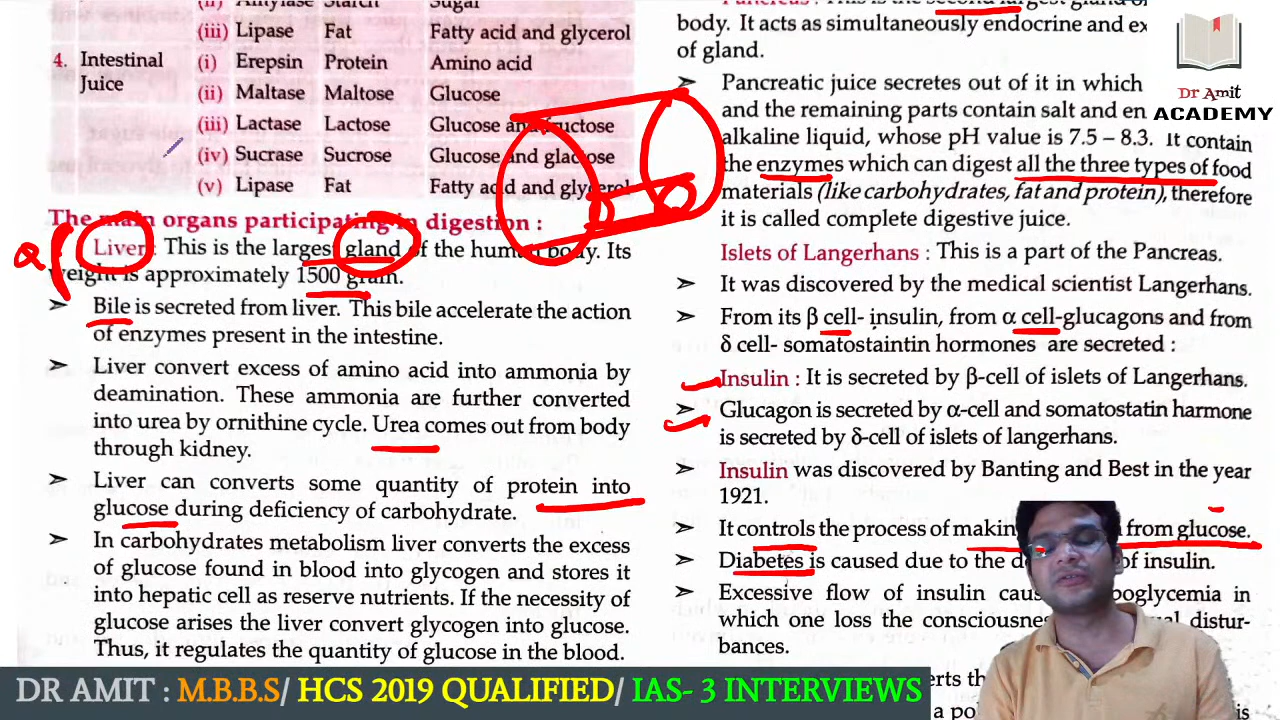 (ii) Amylase Starch Sugar
(iii) Lipase Fat Fatty acid and glycerol
4. Intestinal Juice (i) Erepsin Protein Amino acid
(ii) Maltase Maltose Glucose
(iii) Lactase Lactose Glucose and fructose
(iv) Sucrase Sucrose Glucose and glactose
(v) Lipase Fat Fatty acid and glycerol
The main organs participating in digestion :
Liver : This is the largest gland of the human body. Its
weight is approximately 1500 gram.
➢ Bile is secreted from liver. This bile accelerate the action
of enzymes present in the intestine.
➢ Liver convert excess of amino acid into ammonia by
deamination. These ammonia are further converted
into urea by ornithine cycle. Urea comes out from body
through kidney.
➢ Liver can converts some quantity of protein into
glucose during deficiency of carbohydrate.
➢ In carbohydrates metabolism liver converts the excess
of glucose found in blood into glycogen and stores it
into hepatic cell as reserve nutrients. If the necessity of
glucose arises the liver convert glycogen into glucose.
Thus, it regulates the quantity of glucose in the blood.
Pancreas : This is the second largest gland
body. It acts as simultaneously endocrine and
of gland.
➢ Pancreatic juice secretes out of it in which
and the remaining parts contain salt and
alkaline liquid, whose pH value is 7.5 – 8.3. It contain
the enzymes which can digest all the three types of food
materials (like carbohydrates, fat and protein), therefore
it is called complete digestive juice.
Islets of Langerhans : This is a part of the Pancreas.
➢ It was discovered by the medical scientist Langerhans.
➢ From its β cell- insulin, from α cell-glucagons and from
δ cell- somatostaintin hormones are secreted :
Insulin : It is secreted by β-cell of islets of Langerhans.
➢ Glucagon is secreted by α-cell and somatostatin harmone
is secreted by δ-cell of islets of langerhans.
➢ Insulin was discovered by Banting and Best in the year
1921.
➢ It controls the process of making from glucose.
➢ Diabetes is caused due to the of insulin.
➢ Excessive flow of insulin
which one loss the distur-
bances.
Dr Amit
ACADEMY
DR AMIT : M.B.B.S/ HCS 2019 QUALIFIED/ IAS- 3 INTERVIEWS